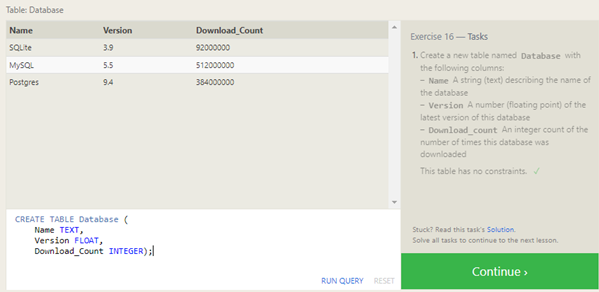 Table: Database
Name Version Download_Count
SQLite 3.9 92000000
MySQL 5.5 512000000
Postgres 9.4 384000000
CREATE TABLE Database (
Name TEXT,
Version FLOAT,
Download_Count INTEGER);
RUN QUERY RESET
Exercise 16 — Tasks
1. Create a new table named Database with
the following columns:
– Name A string (text) describing the name of
the database
– Version A number (floating point) of the
latest version of this database
– Download_count An integer count of the
number of times this database was
downloaded
This table has no constraints. ✓
Stuck? Read this task's Solution.
Solve all tasks to continue to the next lesson.
Continue ›